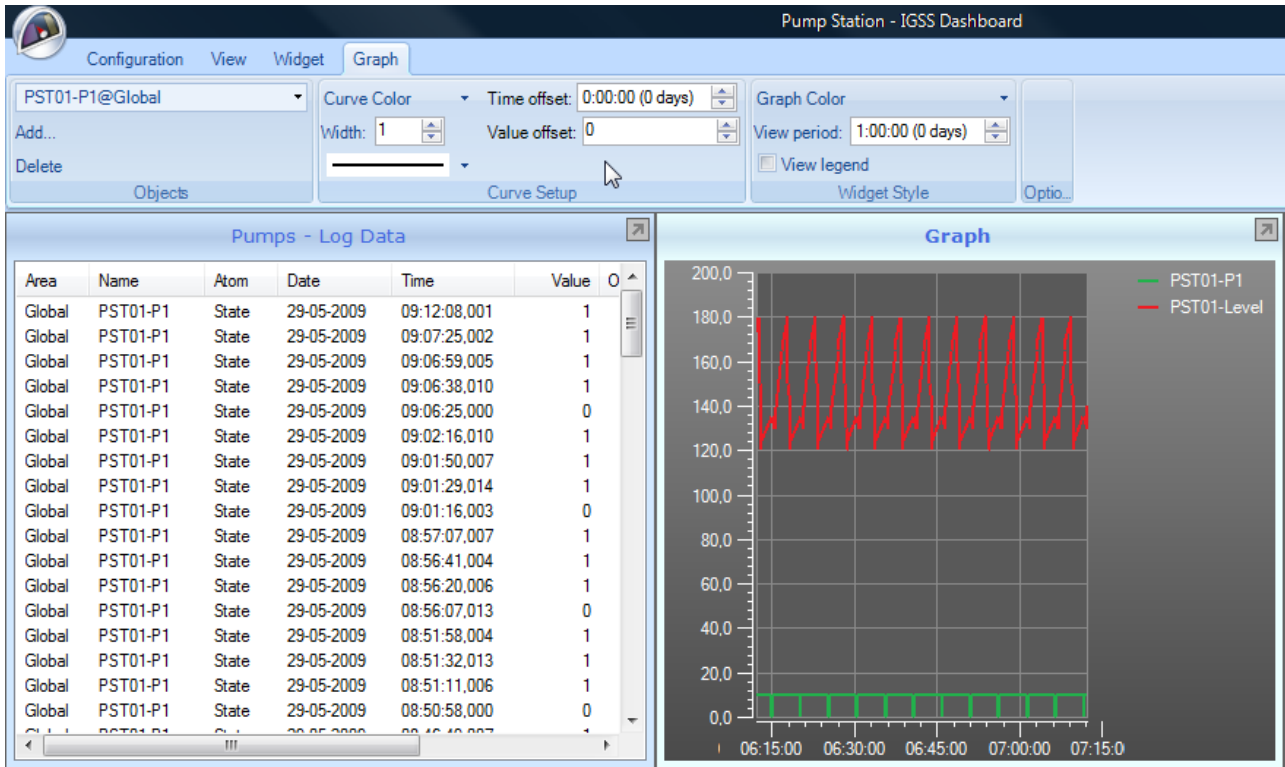 Pump Station - IGSS Dashboard
Configuration View Widget Graph
PST01-P1@Global
Add...
Delete
Objects
Curve Color Time offset: 0:00:00 (0 days)
Width: 1 Value offset: 0
Curve Setup
Graph Color
View period: 1:00:00 (0 days)
View legend
Widget Style
Optio...
Pumps - Log Data
Area Name Atom Date Time Value O
Global PST01-P1 State 29-05-2009 09:12:08,001 1
Global PST01-P1 State 29-05-2009 09:07:25,002 1
Global PST01-P1 State 29-05-2009 09:06:59,005 1
Global PST01-P1 State 29-05-2009 09:06:38,010 1
Global PST01-P1 State 29-05-2009 09:06:25,000 0
Global PST01-P1 State 29-05-2009 09:02:16,010 1
Global PST01-P1 State 29-05-2009 09:01:50,007 1
Global PST01-P1 State 29-05-2009 09:01:29,014 1
Global PST01-P1 State 29-05-2009 09:01:16,003 0
Global PST01-P1 State 29-05-2009 08:57:07,007 1
Global PST01-P1 State 29-05-2009 08:56:41,004 1
Global PST01-P1 State 29-05-2009 08:56:20,006 1
Global PST01-P1 State 29-05-2009 08:56:07,013 0
Global PST01-P1 State 29-05-2009 08:51:58,004 1
Global PST01-P1 State 29-05-2009 08:51:32,013 1
Global PST01-P1 State 29-05-2009 08:51:11,006 1
Global PST01-P1 State 29-05-2009 08:50:58,000 0
Graph
200,0
180,0
160,0
140,0
120,0
100,0
80,0
60,0
40,0
20,0
0,0
06:15:00 06:30:00 06:45:00 07:00:00 07:15:0
PST01-P1
PST01-Level